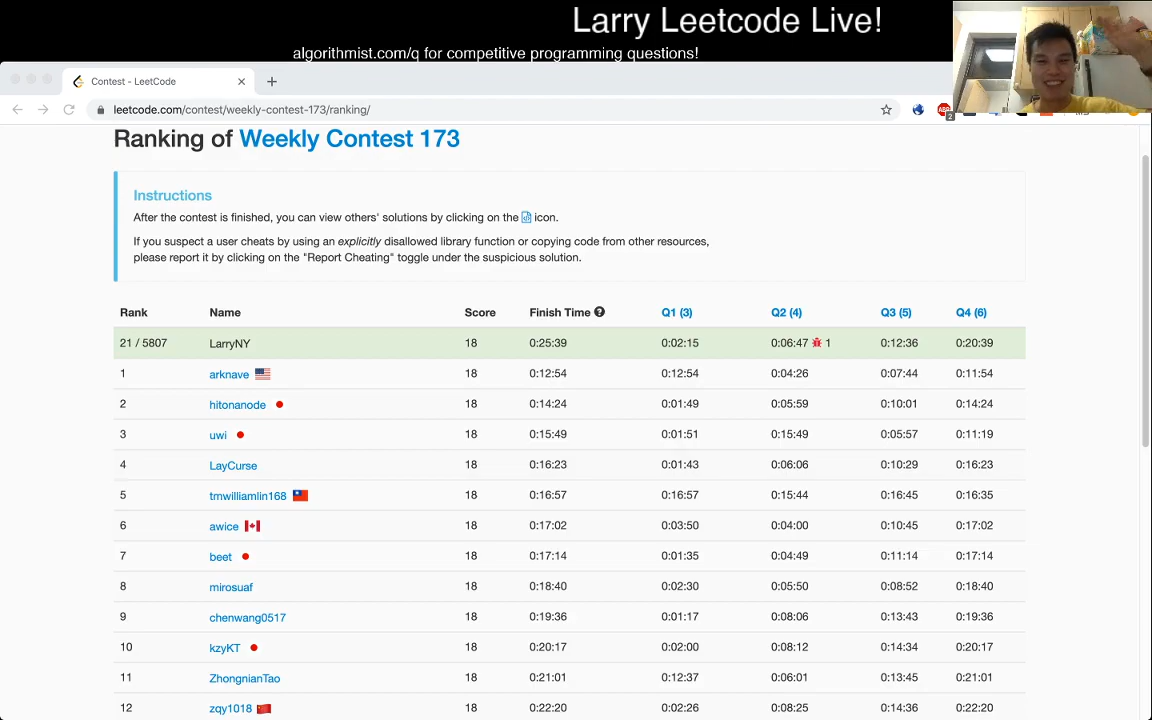 Larry Leetcode Live!
algorithmist.com/q for competitive programming questions!
Contest - LeetCode
leetcode.com/contest/weekly-contest-173/ranking/
Ranking of Weekly Contest 173
Instructions
After the contest is finished, you can view others' solutions by clicking on the icon.
If you suspect a user cheats by using an explicitly disallowed library function or copying code from other resources,
please report it by clicking on the "Report Cheating" toggle under the suspicious solution.
Rank Name Score Finish Time Q1 (3) Q2 (4) Q3 (5) Q4 (6)
21 / 5807 LarryNY 18 0:25:39 0:02:15 0:06:47 1 0:12:36 0:20:39
1 arknave 18 0:12:54 0:12:54 0:04:26 0:07:44 0:11:54
2 hitonanode 18 0:14:24 0:01:49 0:05:59 0:10:01 0:14:24
3 uwi 18 0:15:49 0:01:51 0:15:49 0:05:57 0:11:19
4 LayCurse 18 0:16:23 0:01:43 0:06:06 0:10:29 0:16:23
5 tmwilliamlin168 18 0:16:57 0:16:57 0:15:44 0:16:45 0:16:35
6 awice 18 0:17:02 0:03:50 0:04:00 0:10:45 0:17:02
7 beet 18 0:17:14 0:01:35 0:04:49 0:11:14 0:17:14
8 mirosuaf 18 0:18:40 0:02:30 0:05:50 0:08:52 0:18:40
9 chenwang0517 18 0:19:36 0:01:17 0:08:06 0:13:43 0:19:36
10 kzyKT 18 0:20:17 0:02:00 0:08:12 0:14:34 0:20:17
11 ZhongnianTao 18 0:21:01 0:12:37 0:06:01 0:13:45 0:21:01
12 zqy1018 18 0:22:20 0:02:26 0:08:25 0:14:36 0:22:20